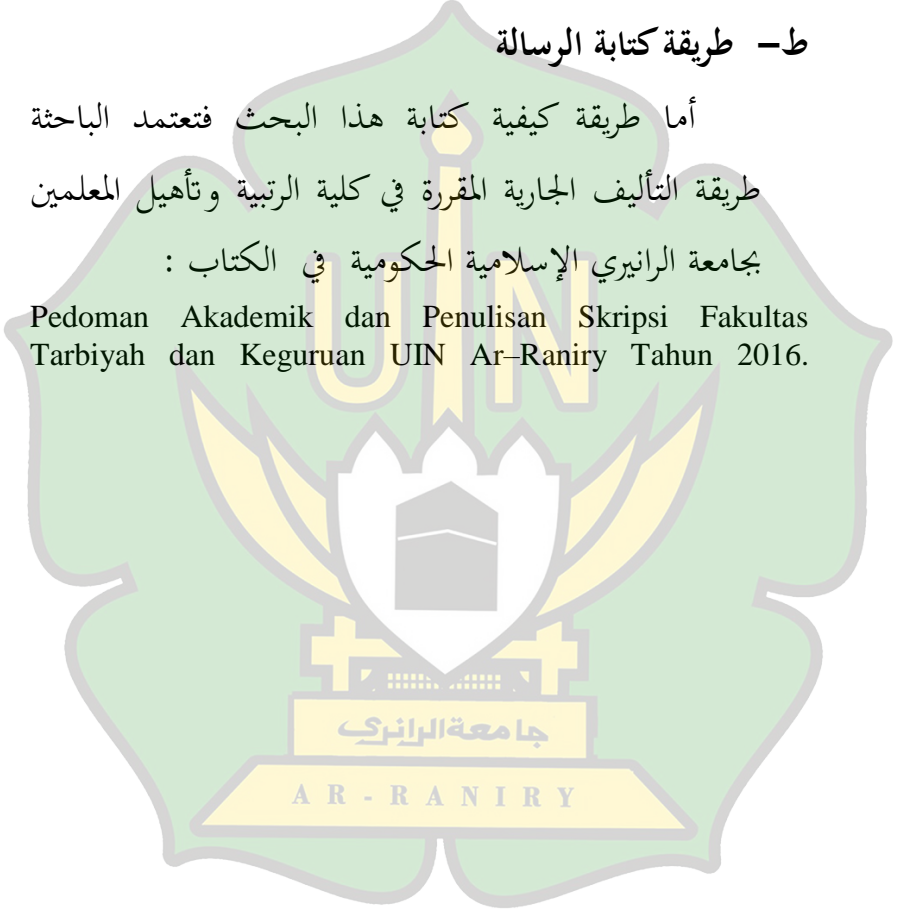 ط– طريقة كتابة الرسالة
أما طريقة كيفية كتابة هذا البحث فتعتمد الباحثة
طريقة التأليف الجارية المقررة في كلية الرتبية وتأهيل المعلمين
بجامعة الرانيري الإسلامية الحكومية في الكتاب :
Pedoman Akademik dan Penulisan Skripsi Fakultas
Tarbiyah dan Keguruan UIN Ar–Raniry Tahun 2016.
UIN
جامعةالرانري
AR-RANIRY